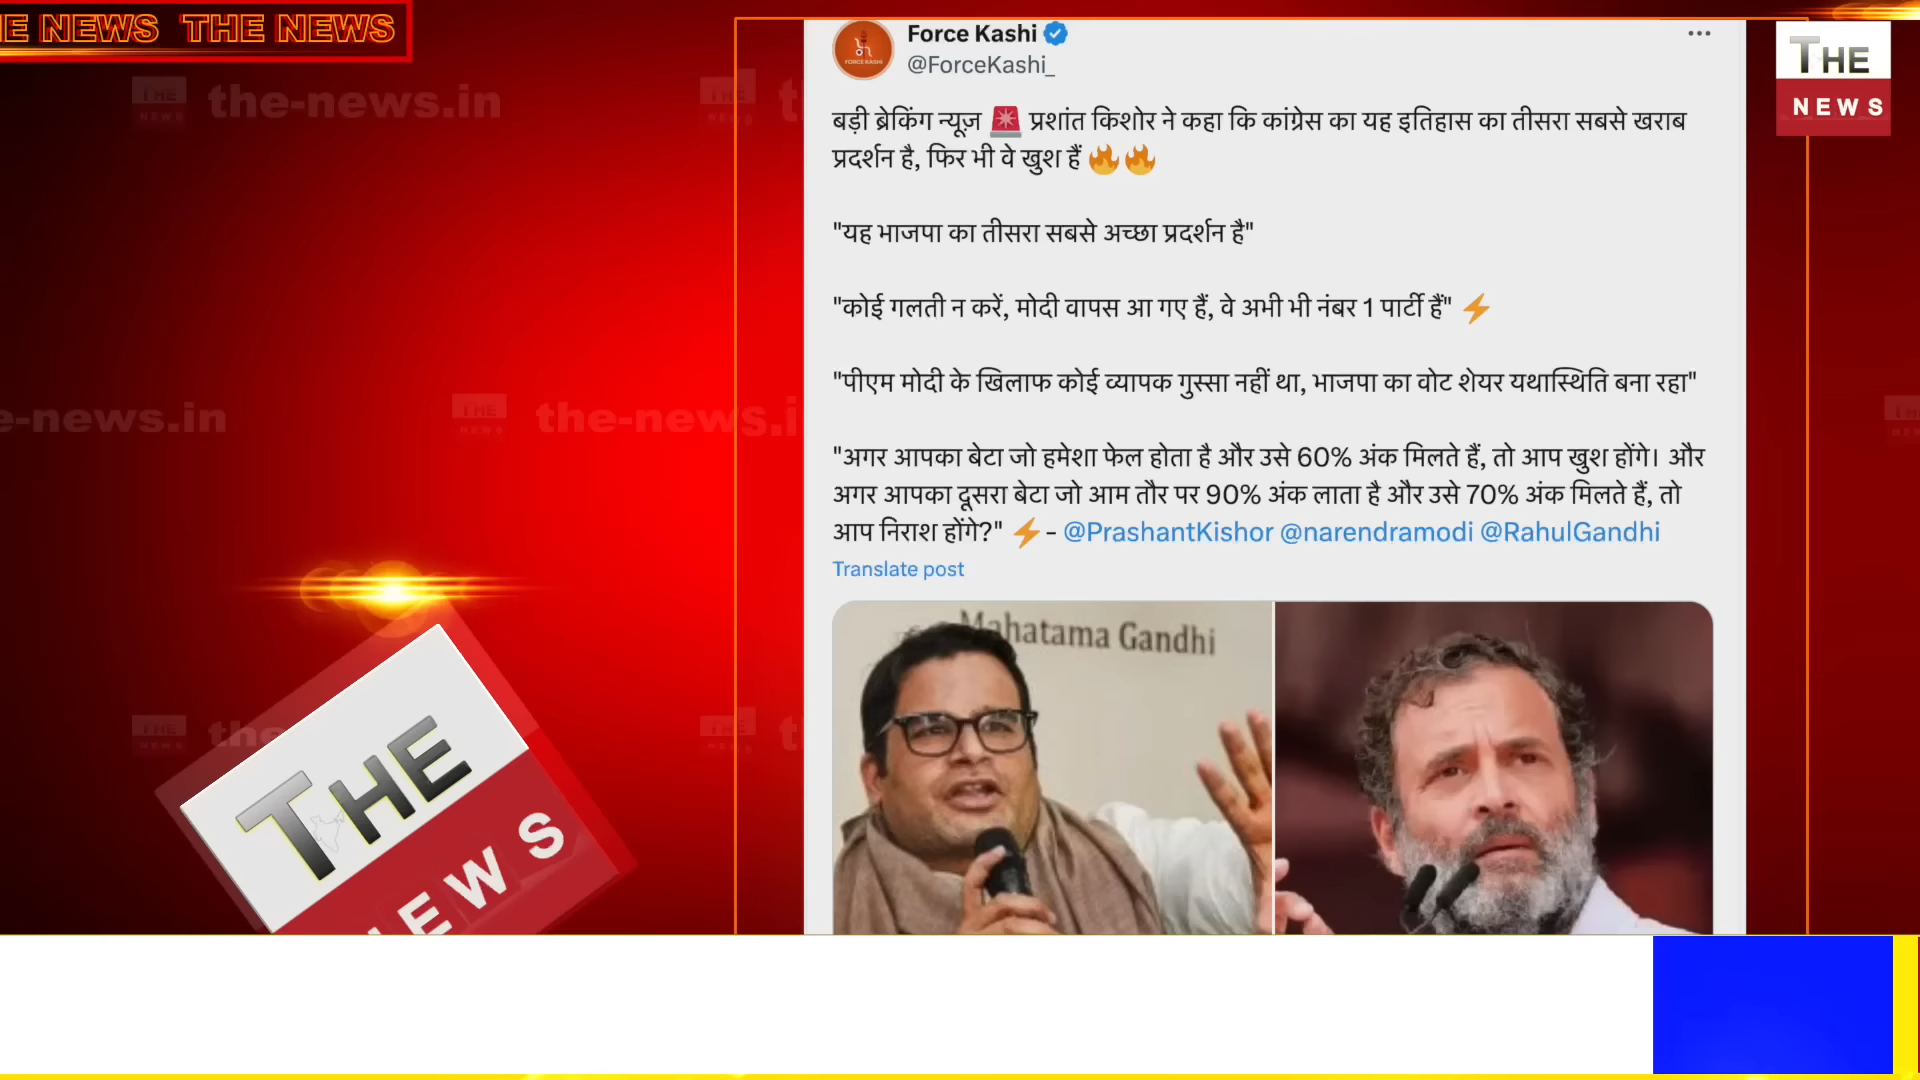 THE NEWS THE NEWS
Force Kashi
@ForceKashi_
THE
NEWS
the-news.in
बड़ी ब्रेकिंग न्यूज़ 🚨 प्रशांत किशोर ने कहा कि कांग्रेस का यह इतिहास का तीसरा सबसे खराब
प्रदर्शन है, फिर भी वे खुश हैं 🔥🔥
"यह भाजपा का तीसरा सबसे अच्छा प्रदर्शन है"
"कोई गलती न करें, मोदी वापस आ गए हैं, वे अभी भी नंबर 1 पार्टी हैं" ⚡
"पीएम मोदी के खिलाफ कोई व्यापक गुस्सा नहीं था, भाजपा का वोट शेयर यथास्थिति बना रहा"
e-news.in
the-news.in
"अगर आपका बेटा जो हमेशा फेल होता है और उसे 60% अंक मिलते हैं, तो आप खुश होंगे। और
अगर आपका दूसरा बेटा जो आम तौर पर 90% अंक लाता है और उसे 70% अंक मिलते हैं, तो
आप निराश होंगे?" ⚡- @PrashantKishor @narendramodi @RahulGandhi
Translate post
Mahatama Gandhi
THE
NEWS